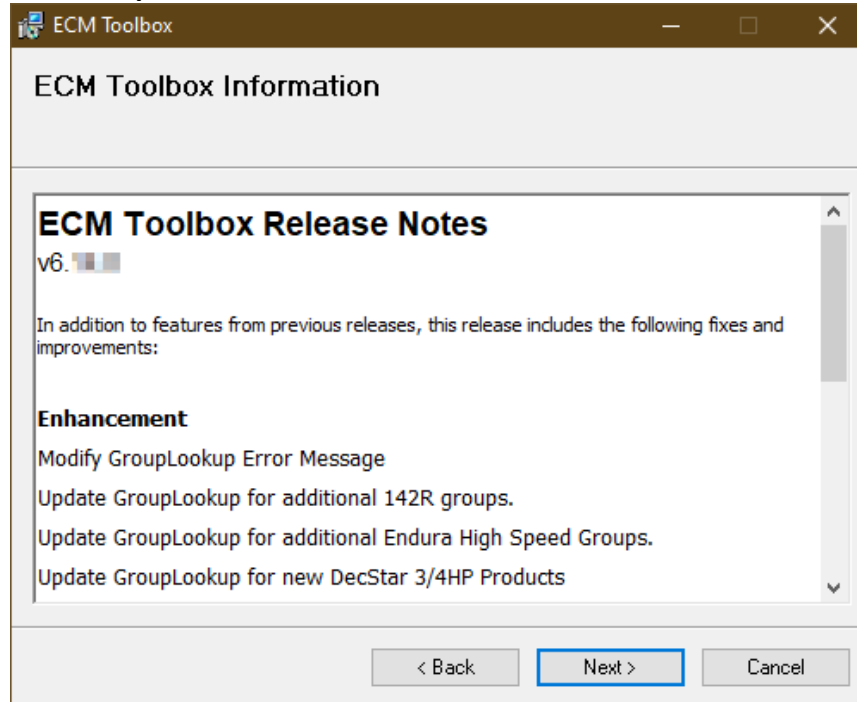 ECM Toolbox
ECM Toolbox Information
ECM Toolbox Release Notes
v6.
In addition to features from previous releases, this release includes the following fixes and
improvements:
Enhancement
Modify GroupLookup Error Message
Update GroupLookup for additional 142R groups.
Update GroupLookup for additional Endura High Speed Groups.
Update GroupLookup for new DecStar 3/4HP Products
< Back
Next >
Cancel